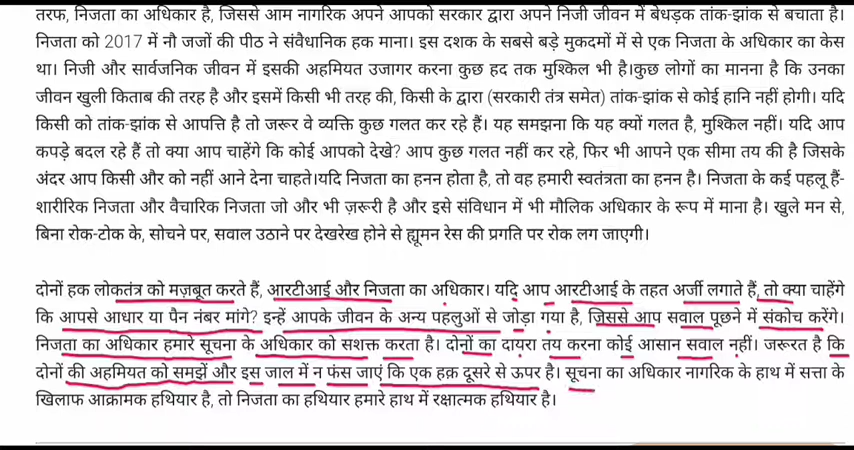 तरफ, निजता का अधिकार है, जिससे आम नागरिक अपने आपको सरकार द्वारा अपने निजी जीवन में बेधड़क तांक-झांक से बचाता है।
निजता को 2017 में नौ जजों की पीठ ने संवैधानिक हक माना। इस दशक के सबसे बड़े मुकदमों में से एक निजता के अधिकार का केस
था। निजी और सार्वजनिक जीवन में इसकी अहमियत उजागर करना कुछ हद तक मुश्किल भी है।कुछ लोगों का मानना है कि उनका
जीवन खुली किताब की तरह है और इसमें किसी भी तरह की, किसी के द्वारा (सरकारी तंत्र समेत) तांक-झांक से कोई हानि नहीं होगी। यदि
किसी को तांक-झांक से आपत्ति है तो जरूर वे व्यक्ति कुछ गलत कर रहे हैं। यह समझना कि यह क्यों गलत है, मुश्किल नहीं। यदि आप
कपड़े बदल रहे हैं तो क्या आप चाहेंगे कि कोई आपको देखे? आप कुछ गलत नहीं कर रहे, फिर भी आपने एक सीमा तय की है जिसके
अंदर आप किसी और को नहीं आने देना चाहते।यदि निजता का हनन होता है, तो वह हमारी स्वतंत्रता का हनन है। निजता के कई पहलू हैं-
शारीरिक निजता और वैचारिक निजता जो और भी ज़रूरी है और इसे संविधान में भी मौलिक अधिकार के रूप में माना है। खुले मन से,
बिना रोक-टोक के, सोचने पर, सवाल उठाने पर देखरेख होने से ह्यूमन रेस की प्रगति पर रोक लग जाएगी।
दोनों हक लोकतंत्र को मज़बूत करते हैं, आरटीआई और निजता का अधिकार। यदि आप आरटीआई के तहत अर्जी लगाते हैं, तो क्या चाहेंगे
कि आपसे आधार या पैन नंबर मांगे? इन्हें आपके जीवन के अन्य पहलुओं से जोड़ा गया है, जिससे आप सवाल पूछने में संकोच करेंगे।
निजता का अधिकार हमारे सूचना के अधिकार को सशक्त करता है। दोनों का दायरा तय करना कोई आसान सवाल नहीं। जरूरत है कि
दोनों की अहमियत को समझें और इस जाल में न फंस जाएं कि एक हक़ दूसरे से ऊपर है। सूचना का अधिकार नागरिक के हाथ में सत्ता के
खिलाफ आक्रामक हथियार है, तो निजता का हथियार हमारे हाथ में रक्षात्मक हथियार है।